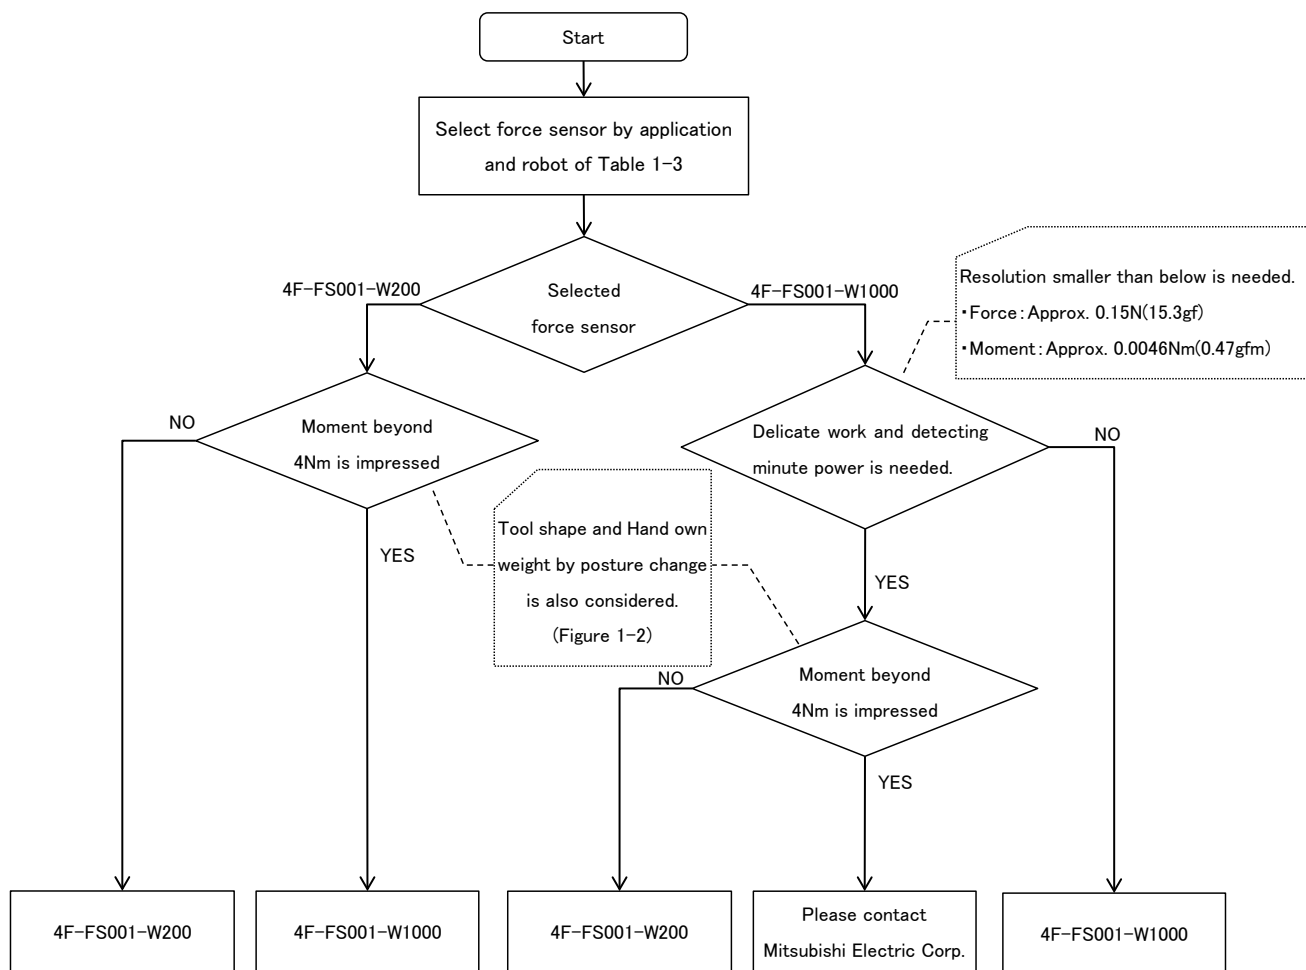 Start
Select force sensor by application
and robot of Table 1-3
4F-FS001-W200
Selected
force sensor
4F-FS001-W1000
Resolution smaller than below is needed.
・Force：Approx. 0.15N(15.3gf)
・Moment：Approx. 0.0046Nm(0.47gfm)
NO
Moment beyond
4Nm is impressed
YES
Delicate work and detecting
minute power is needed.
NO
YES
Tool shape and Hand own
weight by posture change
is also considered.
(Figure 1-2)
NO
Moment beyond
4Nm is impressed
YES
4F-FS001-W200
4F-FS001-W1000
4F-FS001-W200
Please contact
Mitsubishi Electric Corp.
4F-FS001-W1000